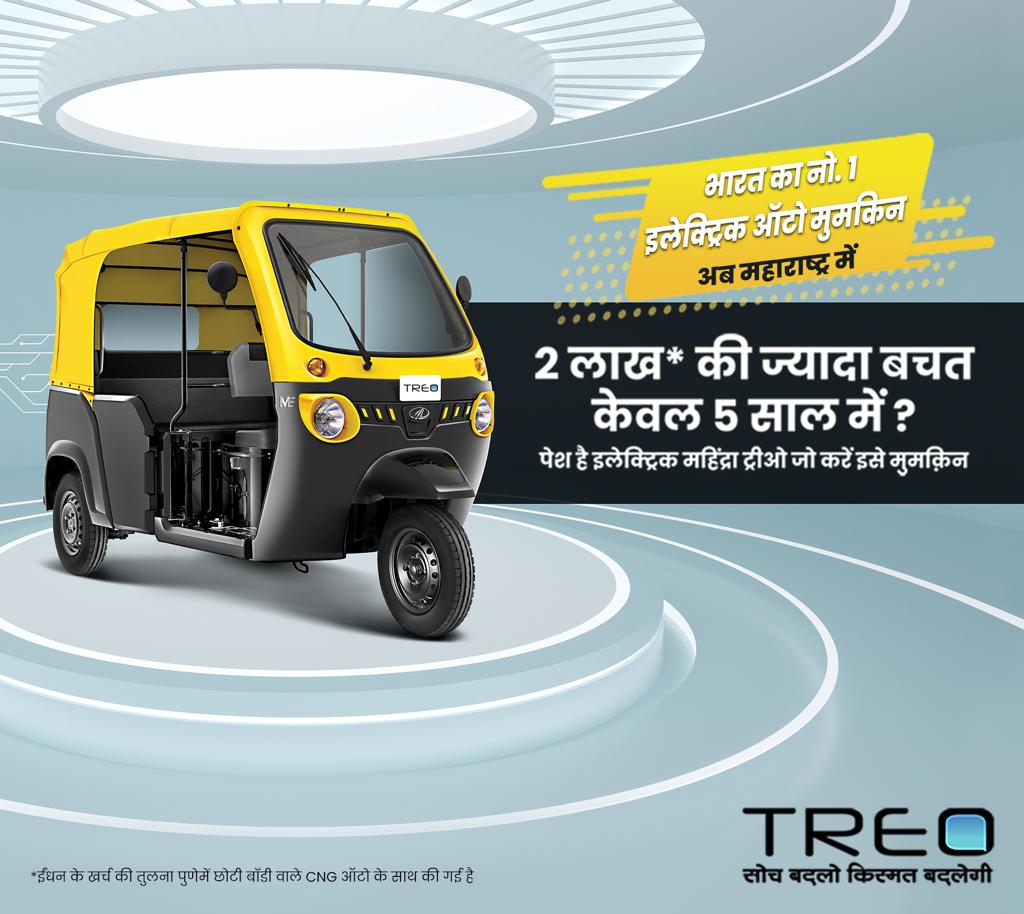 भारत का नो. 1
इलेक्ट्रिक ऑटो मुमकिन
अब महाराष्ट्र में
2 लाख* की ज्यादा बचत
केवल 5 साल में ?
पेश है इलेक्ट्रिक महिंद्रा ट्रीओ जो करें इसे मुमक़िन
TREO
TREO
सोच बदलो किस्मत बदलेगी
*ईंधन के खर्च की तुलना पुणेमें छोटी बॉडी वाले CNG ऑटो के साथ की गई है